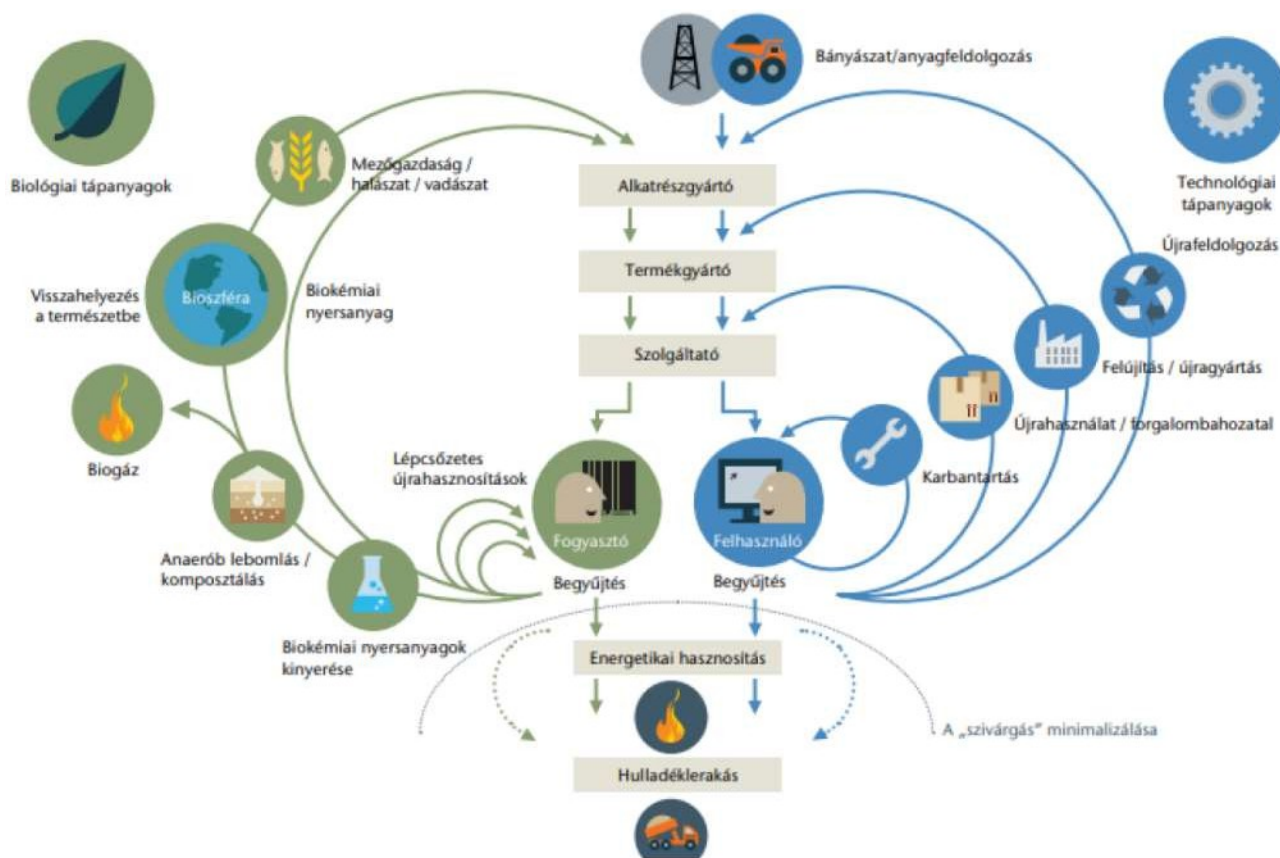 Bányászat/anyagfeldolgozás
Biológiai tápanyagok
Mezőgazdaság /
halászat / vadászat
Alkatrészgyártó
Technológiai
tápanyagok
Újrafeldolgozás
Termékgyártó
Bioszféra
Visszahelyezés
a természetbe
Biokémiai
nyersanyag
Szolgáltató
Felújítás / újragyártás
Újrahasználat / forgalombahozatal
Biogáz
Lépcsőzetes
újrahasznosítások
Karbantartás
Fogyasztó
Felhasználó
Anaerób lebomlás /
komposztálás
Begyűjtés
Begyűjtés
Biokémiai nyersanyagok
kinyerése
Energetikai hasznosítás
A „szivárgás” minimalizálása
Hulladéklerakás